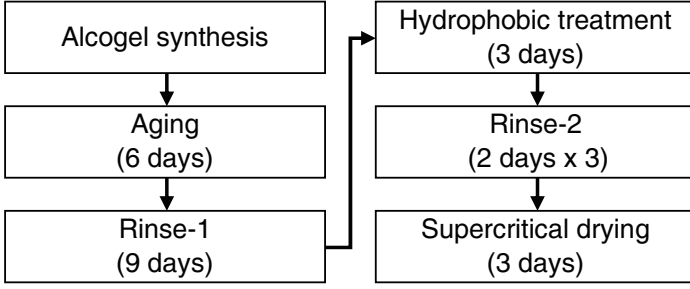 Alcogel synthesis
Aging
(6 days)
Rinse-1
(9 days)
Hydrophobic treatment
(3 days)
Rinse-2
(2 days x 3)
Supercritical drying
(3 days)